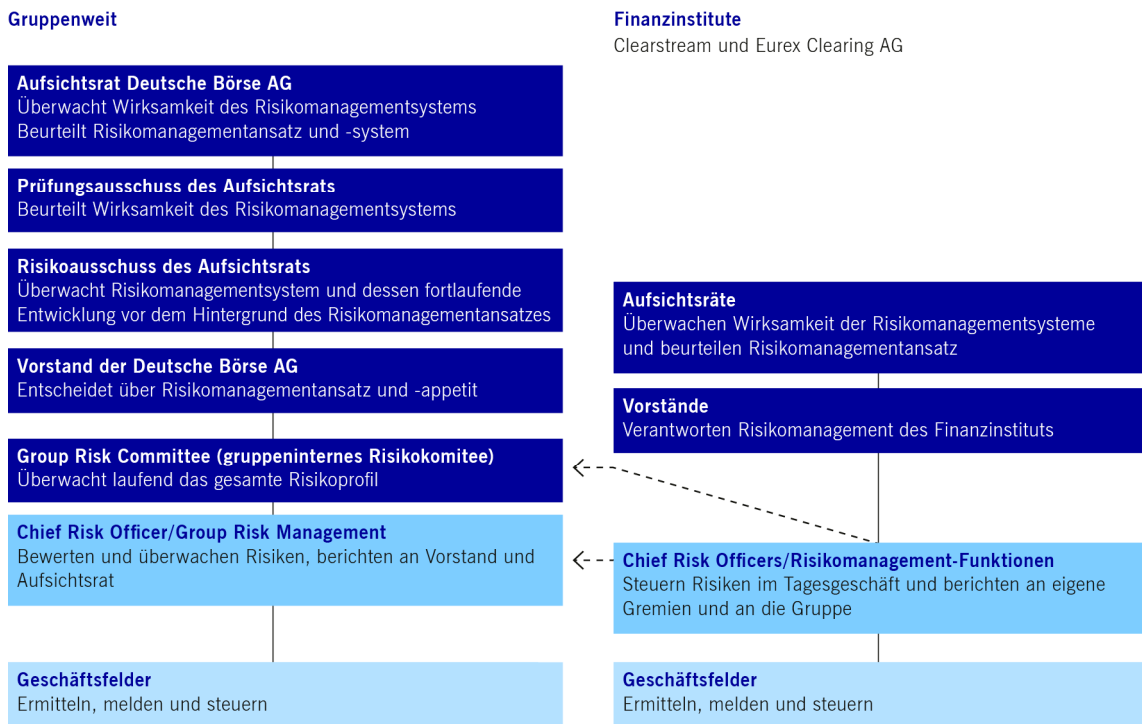 Gruppenweit
Aufsichtsrat Deutsche Börse AG
Überwacht Wirksamkeit des Risikomanagementsystems
Beurteilt Risikomanagementansatz und -system
Prüfungsausschuss des Aufsichtsrats
Beurteilt Wirksamkeit des Risikomanagementsystems
Risikoausschuss des Aufsichtsrats
Überwacht Risikomanagementsystem und dessen fortlaufende
Entwicklung vor dem Hintergrund des Risikomanagementansatzes
Vorstand der Deutsche Börse AG
Entscheidet über Risikomanagementansatz und -appetit
Group Risk Committee (gruppeninternes Risikokomitee)
Überwacht laufend das gesamte Risikoprofil
Chief Risk Officer/Group Risk Management
Bewerten und überwachen Risiken, berichten an Vorstand und
Aufsichtsrat
Geschäftsfelder
Ermitteln, melden und steuern
Finanzinstitute
Clearstream und Eurex Clearing AG
Aufsichtsräte
Überwachen Wirksamkeit der Risikomanagementsysteme
und beurteilen Risikomanagementansatz
Vorstände
Verantworten Risikomanagement des Finanzinstituts
Chief Risk Officers/Risikomanagement-Funktionen
Steuern Risiken im Tagesgeschäft und berichten an eigene
Gremien und an die Gruppe
Geschäftsfelder
Ermitteln, melden und steuern